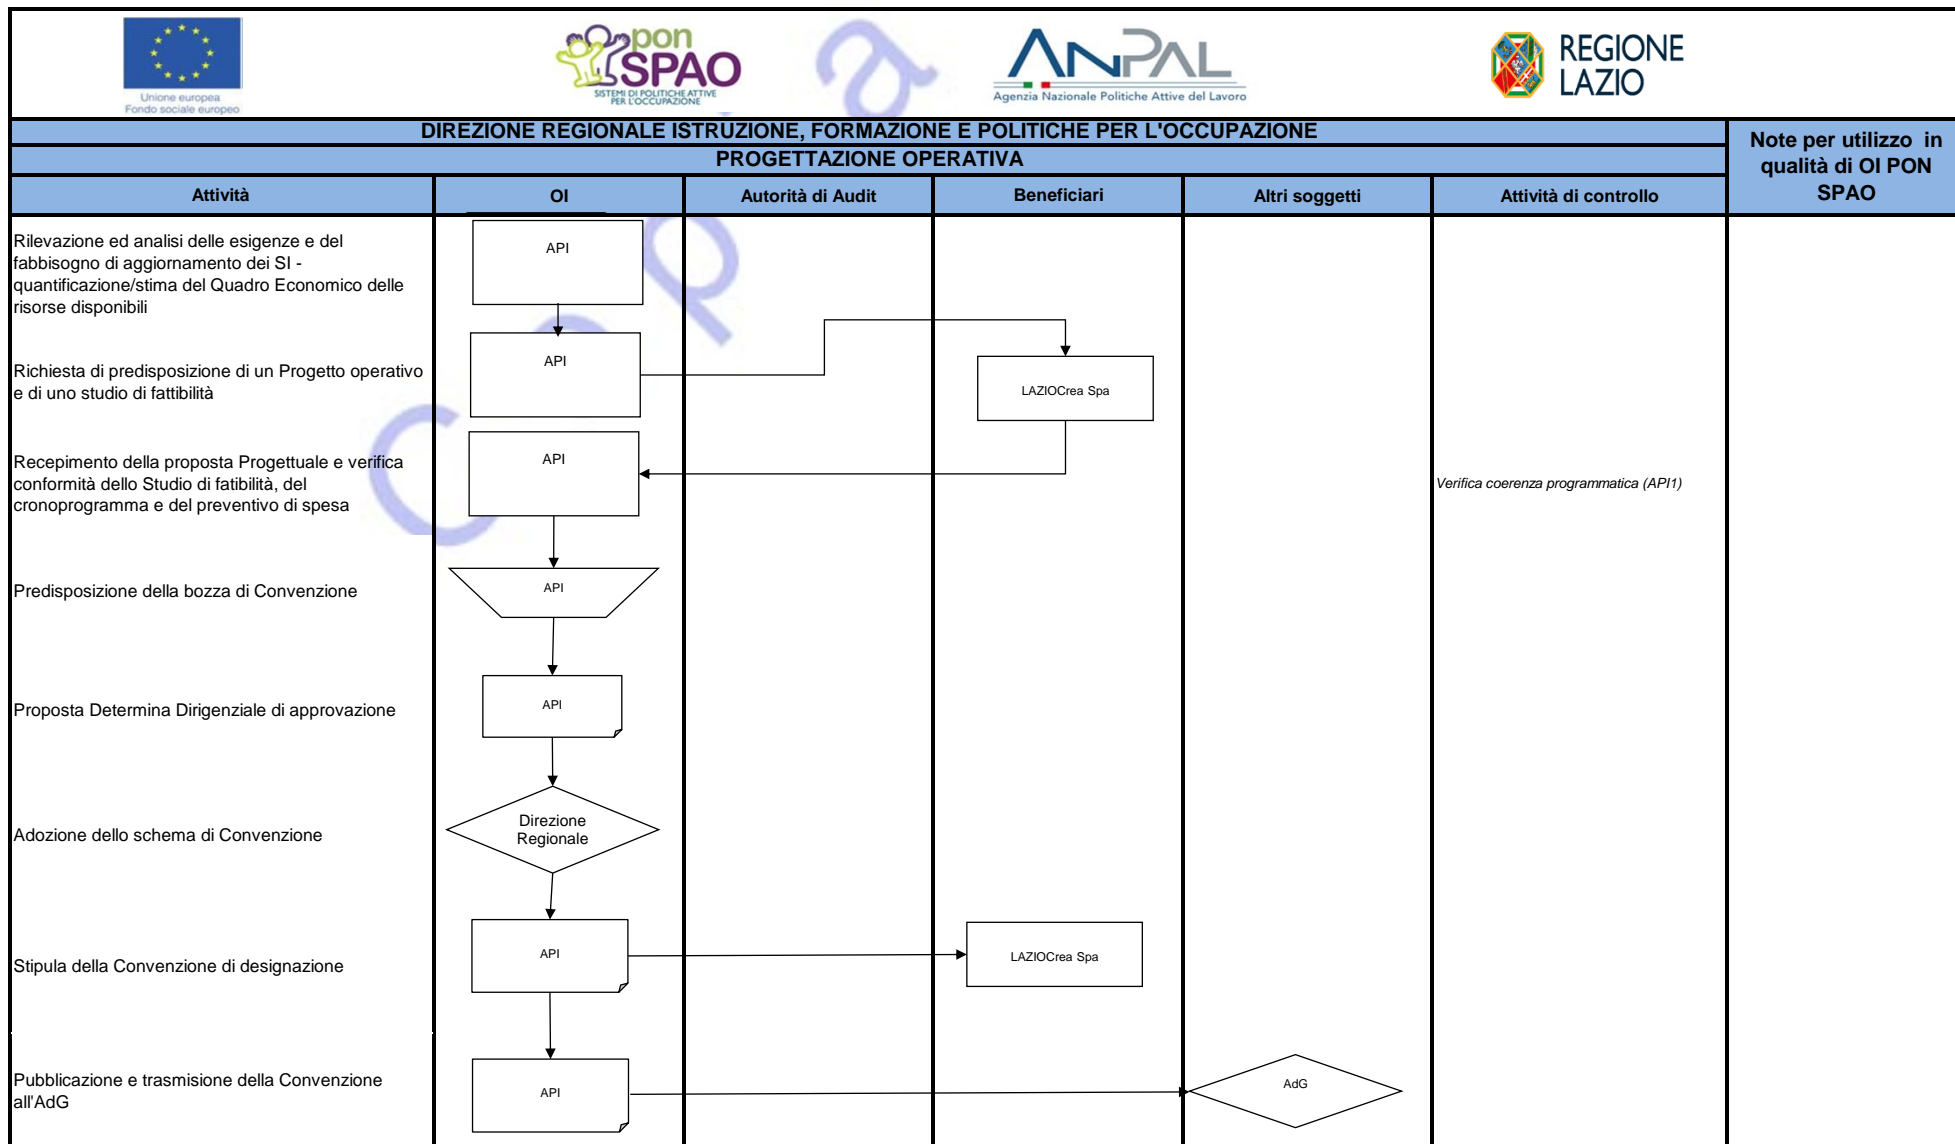 Unione europea
Fondo sociale europeo
pon
SPAO
SISTEMI DI POLITICHE ATTIVE
PER L'OCCUPAZIONE
ANPAL
Agenzia Nazionale Politiche Attive del Lavoro
REGIONE
LAZIO
DIREZIONE REGIONALE ISTRUZIONE, FORMAZIONE E POLITICHE PER L'OCCUPAZIONE
PROGETTAZIONE OPERATIVA
Note per utilizzo in
qualità di OI PON
SPAO
Attività
OI
Autorità di Audit
Beneficiari
Altri soggetti
Attività di controllo
Rilevazione ed analisi delle esigenze e del
fabbisogno di aggiornamento dei SI -
quantificazione/stima del Quadro Economico delle
risorse disponibili
API
Richiesta di predisposizione di un Progetto operativo
e di uno studio di fattibilità
API
LAZIOCrea Spa
Recepimento della proposta Progettuale e verifica
conformità dello Studio di fatibilità, del
cronoprogramma e del preventivo di spesa
API
Verifica coerenza programmatica (API1)
Predisposizione della bozza di Convenzione
API
Proposta Determina Dirigenziale di approvazione
API
Adozione dello schema di Convenzione
Direzione
Regionale
Stipula della Convenzione di designazione
API
LAZIOCrea Spa
Pubblicazione e trasmisione della Convenzione
all'AdG
API
AdG
C o p i a